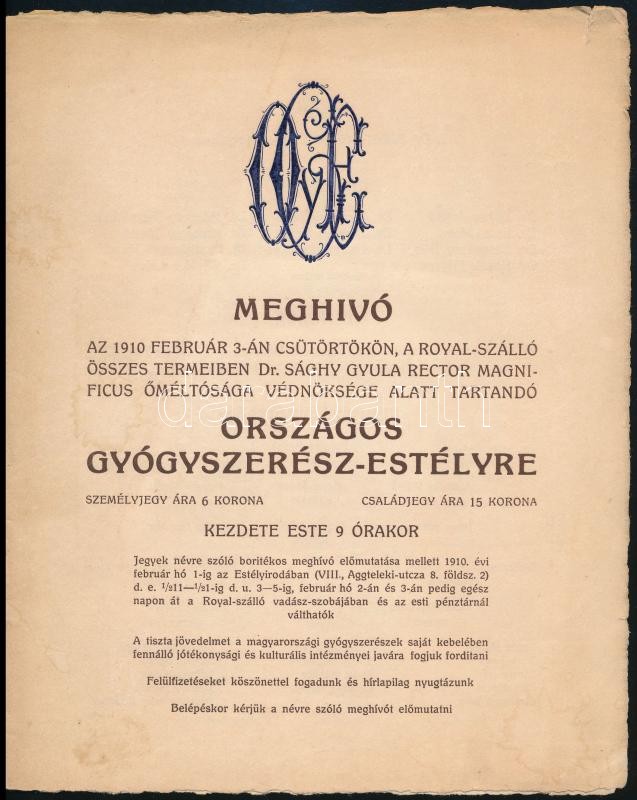 MEGHIVÓ
AZ 1910 FEBRUÁR 3-ÁN CSÜTÖRTÖKÖN, A ROYAL-SZÁLLÓ
ÖSSZES TERMEIBEN Dr. SÁGHY GYULA RECTOR MAGNI-
FICUS ŐMÉLTÓSÁGA VÉDNÖKSÉGE ALATT TARTANDÓ
darabanth
ORSZÁGOS
GYÓGYSZERÉSZ-ESTÉLYRE
SZEMÉLYJEGY ÁRA 6 KORONA CSALÁDJEGY ÁRA 15 KORONA
KEZDETE ESTE 9 ÓRAKOR
Jegyek névre szóló boritékos meghívó előmutatása mellett 1910. évi
február hó 1-ig az Estélyirodában (VIII., Aggteleki-utcza 8. földsz. 2)
d. e. 1/211—1/21-ig d. u. 3—5-ig, február hó 2-án és 3-án pedig egész
napon át a Royal-szálló vadász-szobájában és az esti pénztárnál
válthatók
A tiszta jövedelmet a magyarországi gyógyszerészek saját kebelében
fennálló jótékonysági és kulturális intézményei javára fogjuk forditani
Felülfizetéseket köszönettel fogadunk és hírlapilag nyugtázunk
Belépéskor kérjük a névre szóló meghívót előmutatni